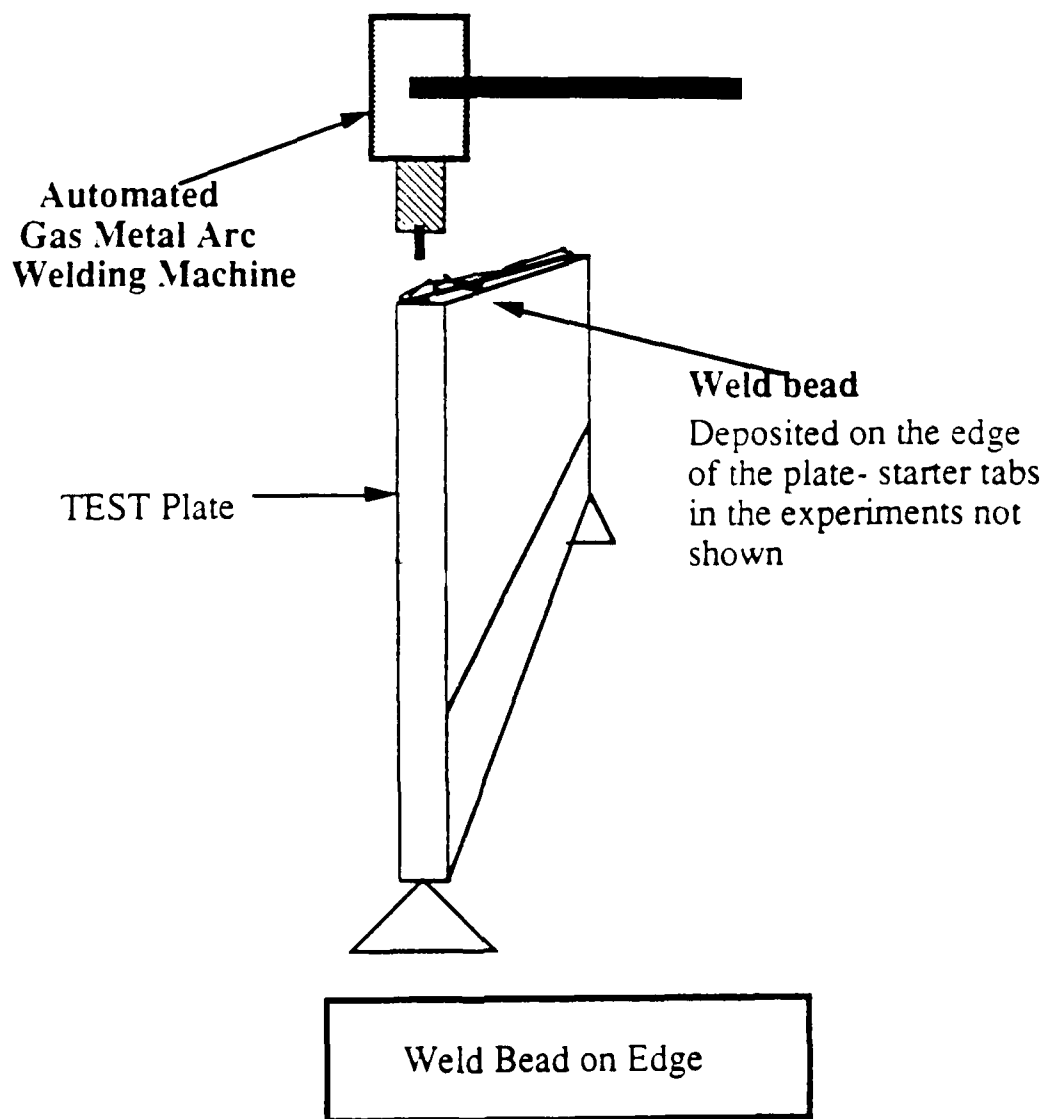 Automated
Gas Metal Arc
Welding Machine
Weld bead
Deposited on the edge
of the plate- starter tabs
in the experiments not
shown
TEST Plate
Weld Bead on Edge